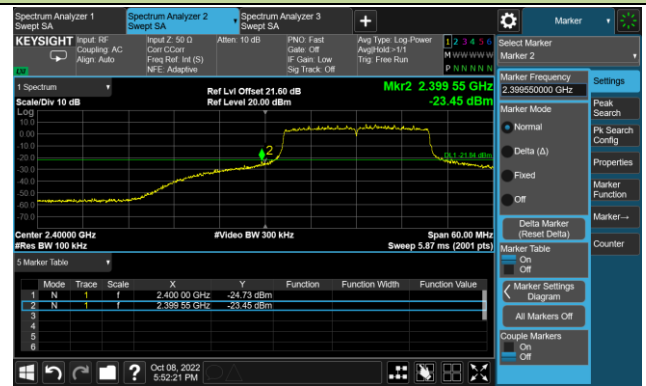 Spectrum Analyzer 1
Swept SA
Spectrum Analyzer 2
Swept SA
Spectrum Analyzer 3
Swept SA
+
Marker
KEYSIGHT
Input: RF
Coupling: AC
Align: Auto
Input Z: 50 Ω
Corr CCorr
Freq Ref: Int (S)
NFE: Adaptive
Atten: 10 dB
PNO: Fast
Gate: Off
IF Gain: Low
Sig Track: Off
Avg Type: Log-Power
Avg|Hold:>1/1
Trig: Free Run
1 2 3 4 5 6
M W W W W W
P N N N N N
1 Spectrum
Scale/Div 10 dB
Log
Ref Lvl Offset 21.60 dB
Ref Level 20.00 dBm
Mkr2 2.399 55 GHz
-23.45 dBm
10.0
0.00
-10.0
-20.0
-30.0
-40.0
-50.0
-60.0
-70.0
2
DL1 -21.84 dBm
Center 2.40000 GHz
#Res BW 100 kHz
#Video BW 300 kHz
Span 60.00 MHz
Sweep 5.87 ms (2001 pts)
5 Marker Table
Mode Trace Scale X Y Function Function Width Function Value
1 N 1 f 2.400 00 GHz -24.73 dBm
2 N 1 f 2.399 55 GHz -23.45 dBm
3
4
5
6
Oct 08, 2022
5:52:21 PM
Select Marker
Marker 2
Marker Frequency
2.399550000 GHz
Marker Mode
Normal
Delta (Δ)
Fixed
Off
Delta Marker
(Reset Delta)
Marker Table
On
Off
Marker Settings
Diagram
All Markers Off
Couple Markers
On
Off
Settings
Peak
Search
Pk Search
Config
Properties
Marker
Function
Marker→
Counter